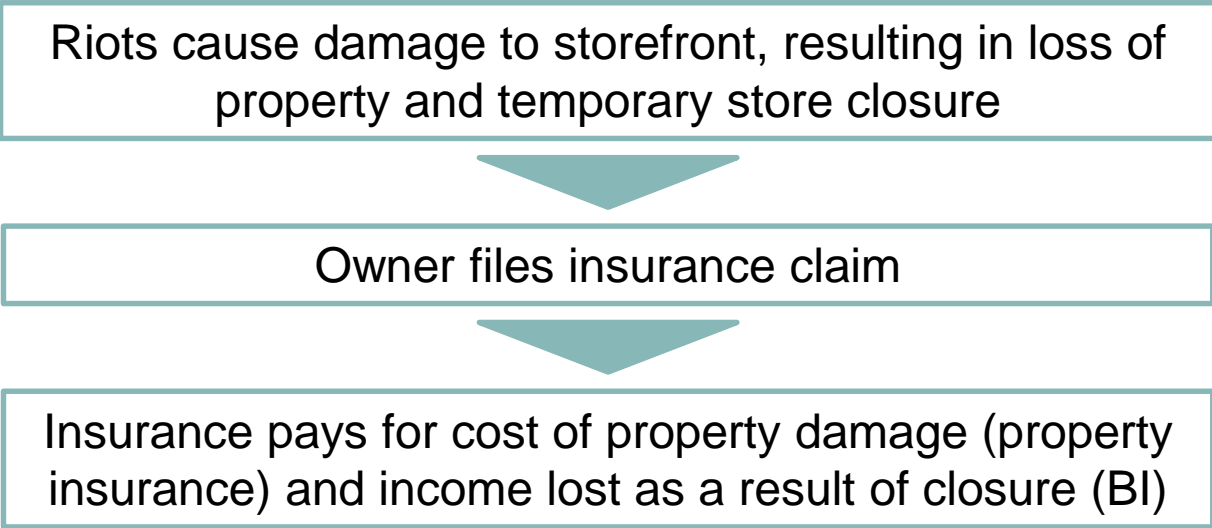 Riots cause damage to storefront, resulting in loss of
property and temporary store closure
Owner files insurance claim
Insurance pays for cost of property damage (property
insurance) and income lost as a result of closure (BI)